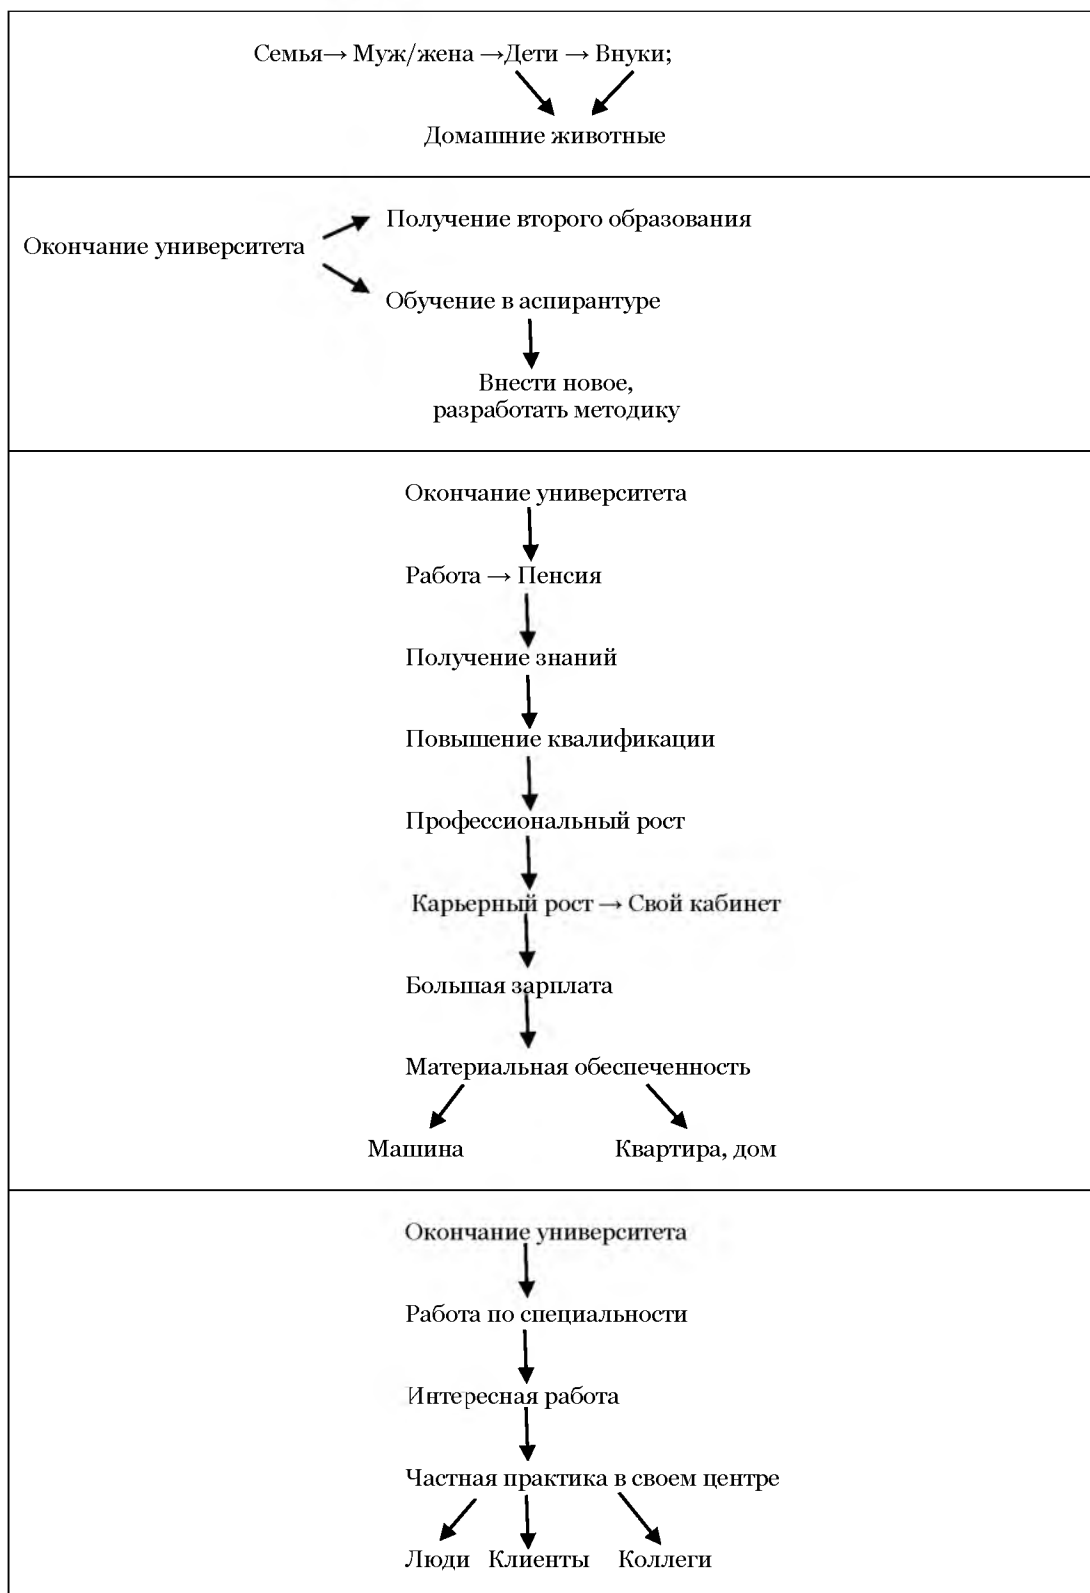 Семья→ Муж/жена →Дети → Внуки;
Домашние животные
Получение второго образования
Окончание университета
Обучение в аспирантуре
Внести новое,
разработать методику
Окончание университета
Работа → Пенсия
Получение знаний
Повышение квалификации
Профессиональный рост
Карьерный рост → Свой кабинет
Большая зарплата
Материальная обеспеченность
Машина Квартира, дом
Окончание университета
Работа по специальности
Интересная работа
Частная практика в своем центре
Люди Клиенты Коллеги